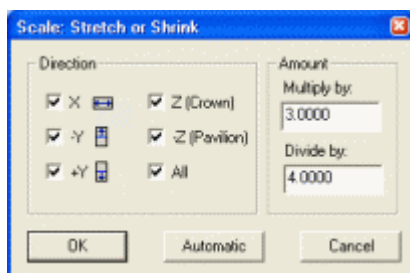 Scale: Stretch or Shrink
Direction
X
Z (Crown)
-Y
-Z (Pavilion)
+Y
All
Amount
Multiply by:
3.0000
Divide by:
4.0000
OK
Automatic
Cancel